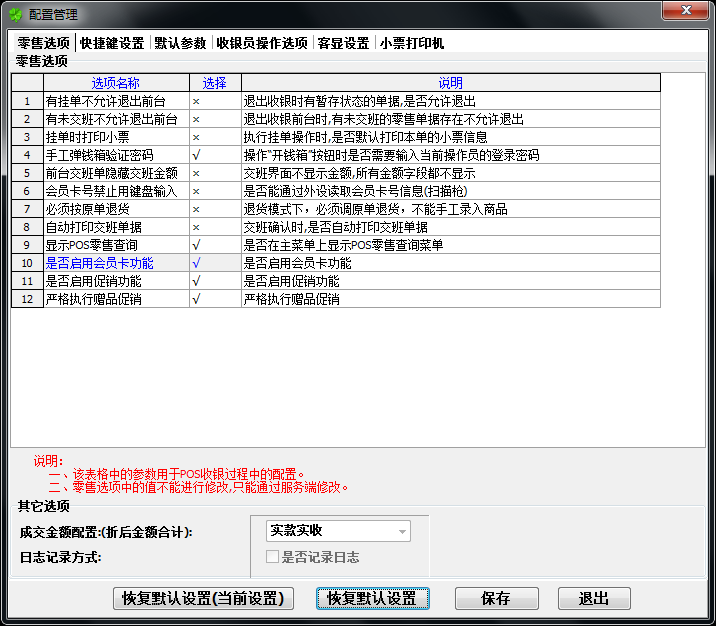 配置管理
零售选项 快捷键设置 默认参数 收银员操作选项 客显设置 小票打印机
零售选项
选项名称 选择 说明
1 有挂单不允许退出前台 × 退出收银时有暂存状态的单据,是否允许退出
2 有未交班不允许退出前台 × 退出收银前台时,有未交班的零售单据存在不允许退出
3 挂单时打印小票 × 执行挂单操作时,是否默认打印本单的小票信息
4 手工弹钱箱验证密码 √ 操作"开钱箱"按钮时是否需要输入当前操作员的登录密码
5 前台交班单隐藏交班金额 × 交班界面不显示金额,所有金额字段都不显示
6 会员卡号禁止用键盘输入 × 是否能通过外设读取会员卡号信息(扫描枪)
7 必须按原单退货 × 退货模式下，必须调原单退货，不能手工录入商品
8 自动打印交班单据 × 交班确认时,是否自动打印交班单据
9 显示POS零售查询 √ 是否在主菜单上显示POS零售查询菜单
10 是否启用会员卡功能 √ 是否启用会员卡功能
11 是否启用促销功能 √ 是否启用促销功能
12 严格执行赠品促销 √ 严格执行赠品促销
说明:
一、该表格中的参数用于POS收银过程中的配置。
二、零售选项中的值不能进行修改,只能通过服务端修改。
其它选项
成交金额配置:(折后金额合计): 实款实收
日志记录方式: 是否记录日志
恢复默认设置(当前设置) 恢复默认设置 保存 退出